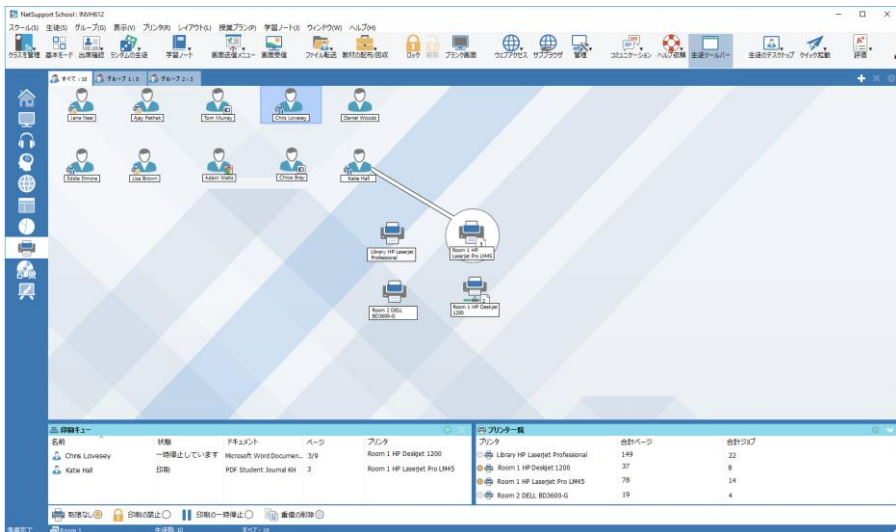 NetSupport School : INVH612
スクール(S) 生徒(S) グループ(G) 表示(V) プリンタ(R) レイアウト(L) 授業プラン(P) 学習ノート(J) ウィンドウ(W) ヘルプ(H)
クラスを管理 基本モード 出席確認 ランダムの生徒 学習ノート 画面送信メニュー 画面受信 ファイル転送 教材の配布/回収 ロック 解除 ブランク画面 ウェブアクセス サブブラウザ 管理 コミュニケーション ヘルプ依頼 生徒ツールバー 生徒のデスクトップ クイック起動 評価
すべて : 10 グループ 1 : 5 グループ 2 : 2
Jane Neal Ajay Pathak Tom Murray Chris Lovesey Daniel Woods
Eddie Elmore Lisa Brown Adam Watts Chloe Bray Katie Hall
Library HP Laserjet Professional
Room 1 HP Laserjet Pro LM45
Room 2 DELL BD3600-G
Room 1 HP Deskjet 1200
印刷キュー
名前 状態 ドキュメント ページ プリンタ
Chris Lovesey 一時停止しています Microsoft Word Documen... 3/9 Room 1 HP Deskjet 1200
Katie Hall 印刷 PDF Student Journal KH 3 Room 1 HP Laserjet Pro LM45
プリンター覧
プリンタ 合計ページ 合計ジョブ
Library HP Laserjet Professional 149 22
Room 1 HP Deskjet 1200 37 8
Room 1 HP Laserjet Pro LM45 78 14
Room 2 DELL BD3600-G 19 4
制限なし 印刷の禁止 印刷の一時停止 重複の削除
準備完了 Room 1 生徒数: 10 すべて : 10